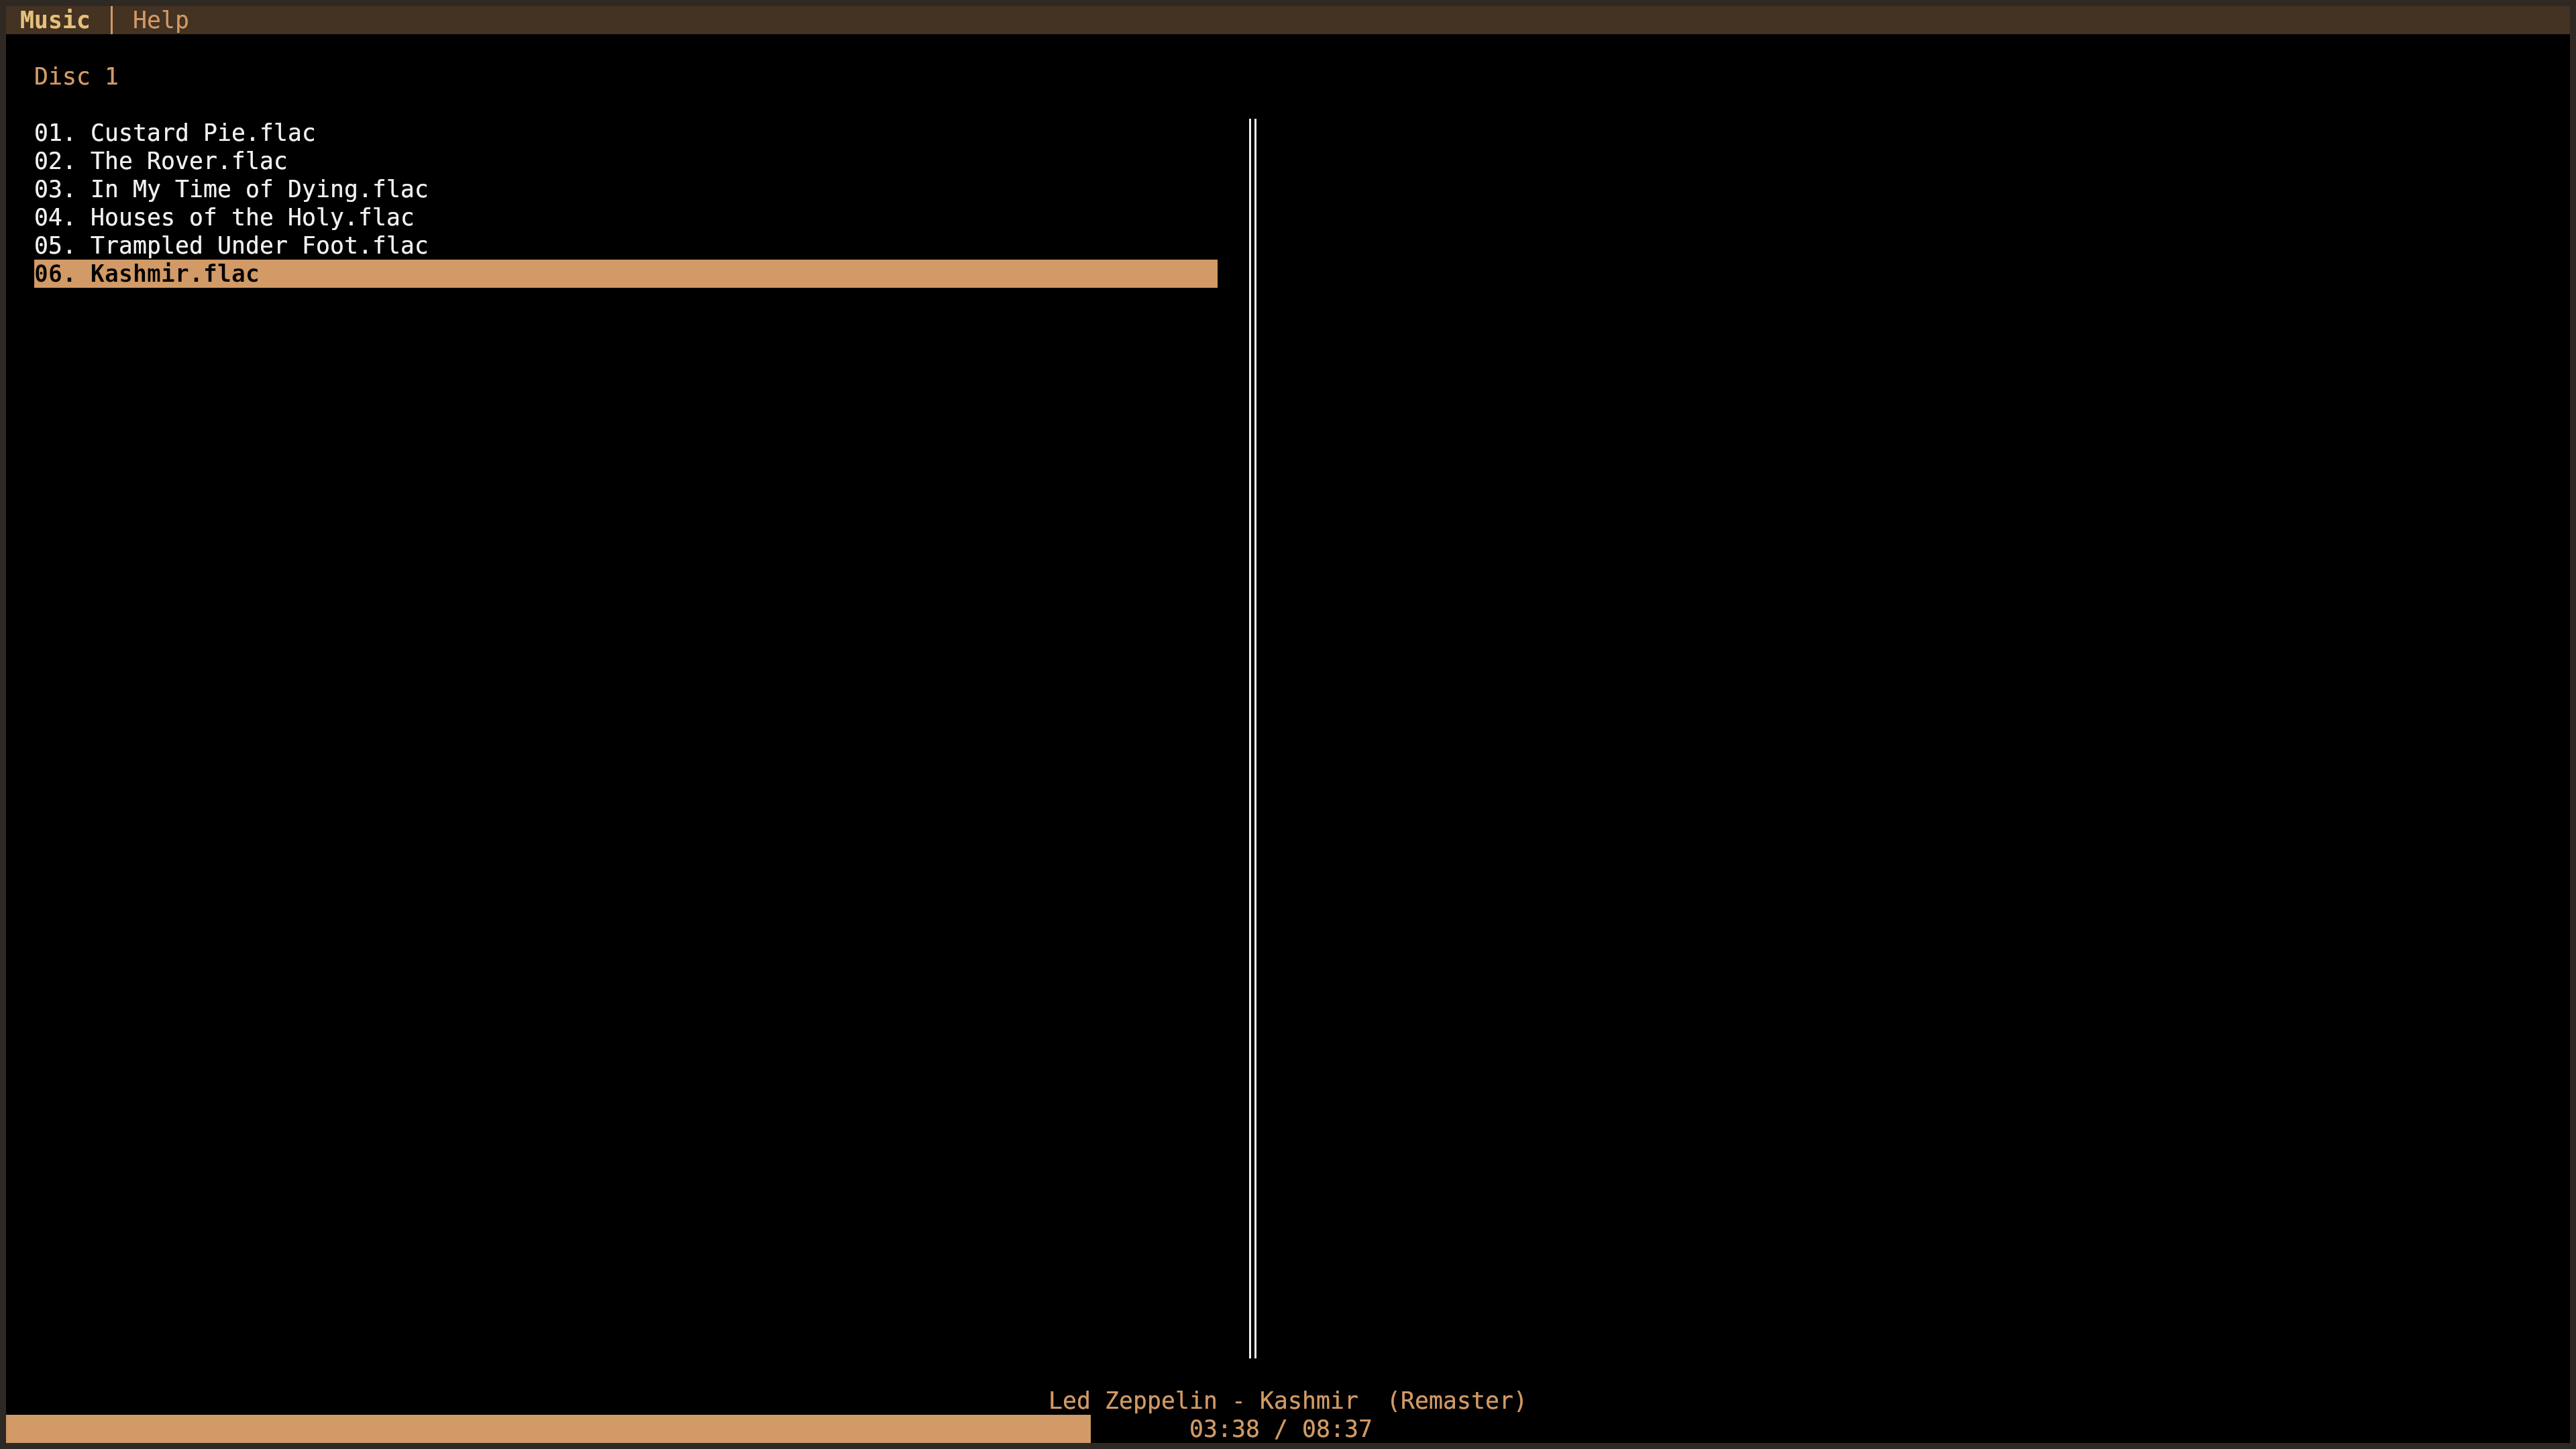 Music │ Help
Disc 1
01. Custard Pie.flac
02. The Rover.flac
03. In My Time of Dying.flac
04. Houses of the Holy.flac
05. Trampled Under Foot.flac
06. Kashmir.flac
Led Zeppelin - Kashmir  (Remaster)
03:38 / 08:37